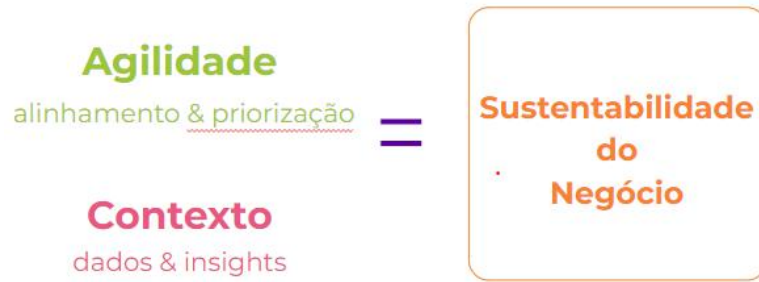 Agilidade
alinhamento & priorização
=
Contexto
dados & insights
Sustentabilidade
do
Negócio